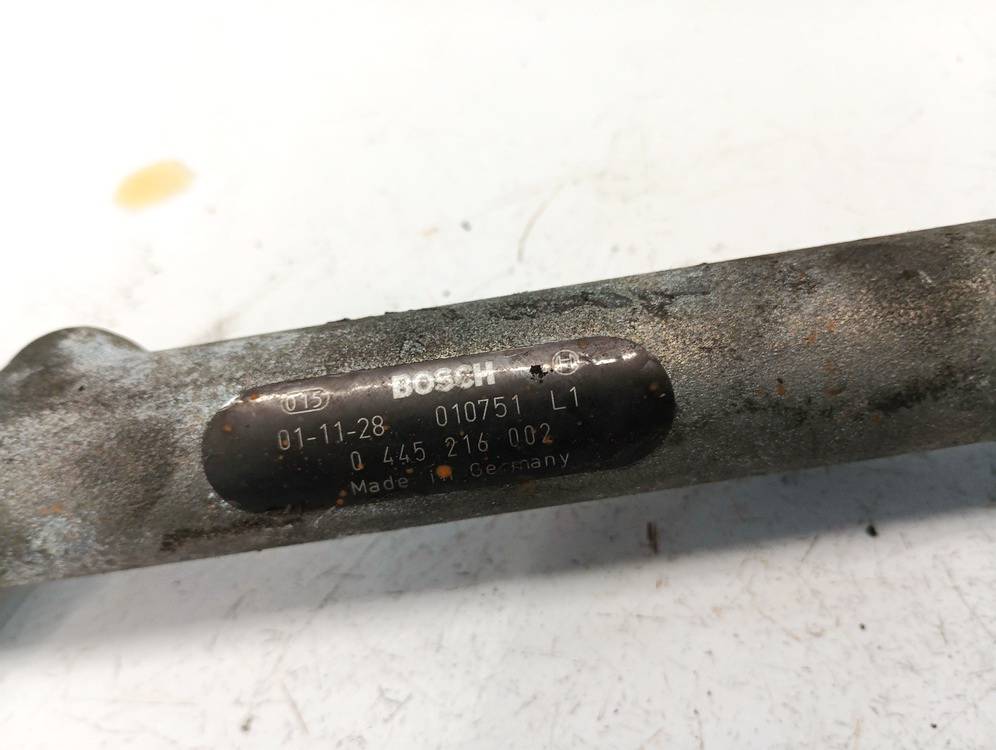 015 BOSCH
01-11-28 010751 L1
0 445 216 002
Made in Germany